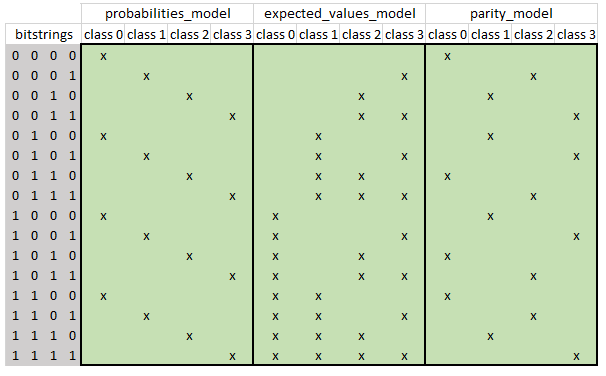 probabilities_model expected_values_model parity_model
bitstrings class 0 class 1 class 2 class 3 class 0 class 1 class 2 class 3 class 0 class 1 class 2 class 3
0 0 0 0 x x
0 0 0 1 x x x
0 0 1 0 x x x
0 0 1 1 x x x x
0 1 0 0 x x x
0 1 0 1 x x x x
0 1 1 0 x x x x
0 1 1 1 x x x x x
1 0 0 0 x x x
1 0 0 1 x x x x
1 0 1 0 x x x x
1 0 1 1 x x x x x
1 1 0 0 x x x x
1 1 0 1 x x x x x
1 1 1 0 x x x x x
1 1 1 1 x x x x x x